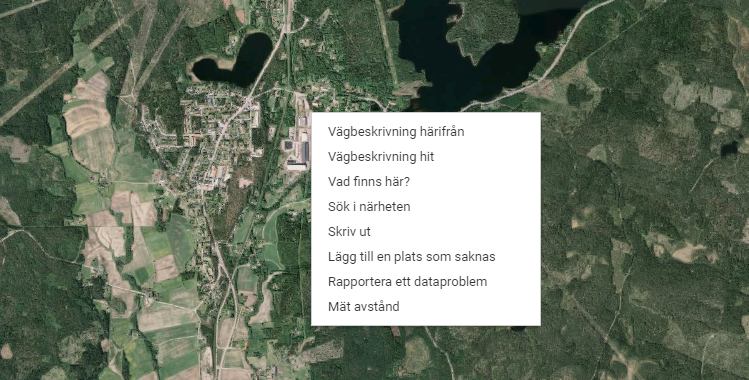 Vägbeskrivning härifrån
Vägbeskrivning hit
Vad finns här?
Sök i närheten
Skriv ut
Lägg till en plats som saknas
Rapportera ett dataproblem
Mät avstånd